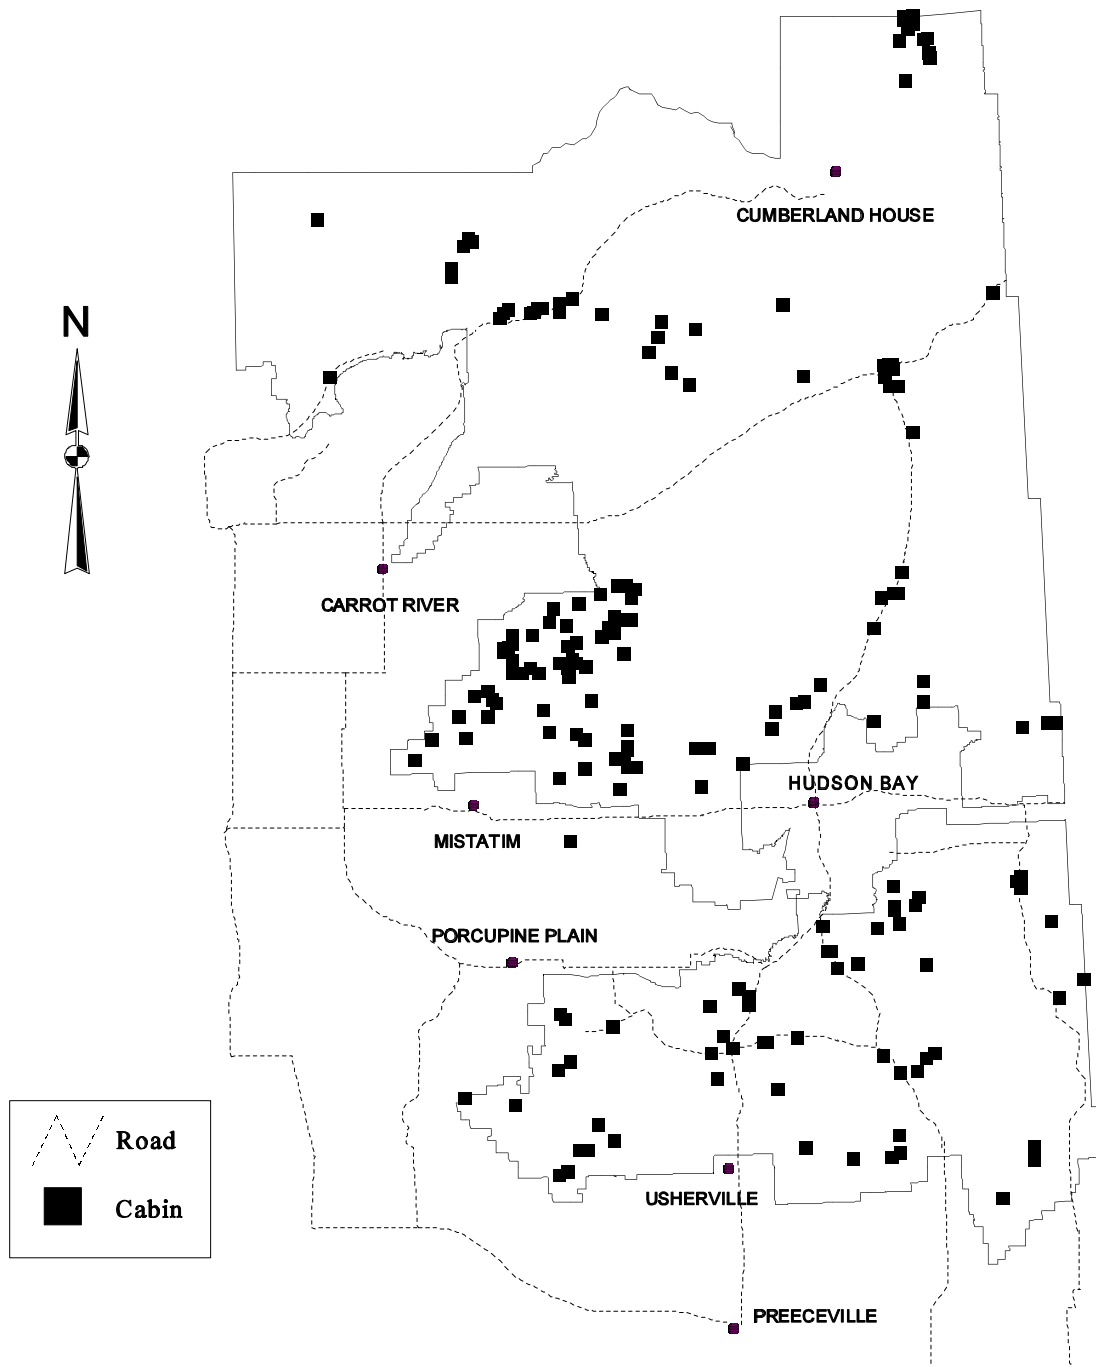 CUMBERLAND HOUSE
N
CARROT RIVER
HUDSON BAY
MISTATIM
PORCUPINE PLAIN
Road
Cabin
USHERVILLE
PREECEVILLE